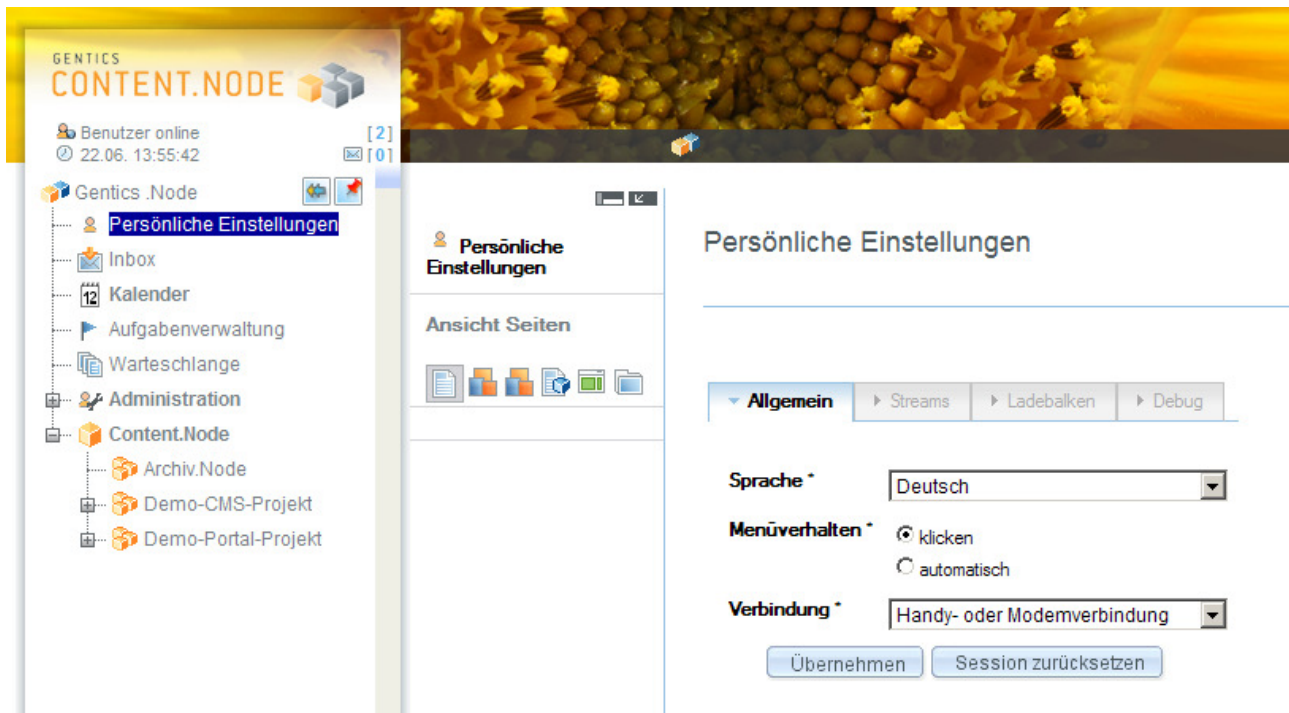 GENTICS
CONTENT.NODE
Benutzer online [2]
22.06. 13:55:42 [0]
Gentics .Node
Persönliche Einstellungen
Inbox
12 Kalender
Aufgabenverwaltung
Warteschlange
Administration
Content.Node
Archiv.Node
Demo-CMS-Projekt
Demo-Portal-Projekt
Persönliche
Einstellungen
Ansicht Seiten
Persönliche Einstellungen
Allgemein Streams Ladebalken Debug
Sprache * Deutsch
Menüverhalten * klicken
automatisch
Verbindung * Handy- oder Modemverbindung
Übernehmen Session zurücksetzen